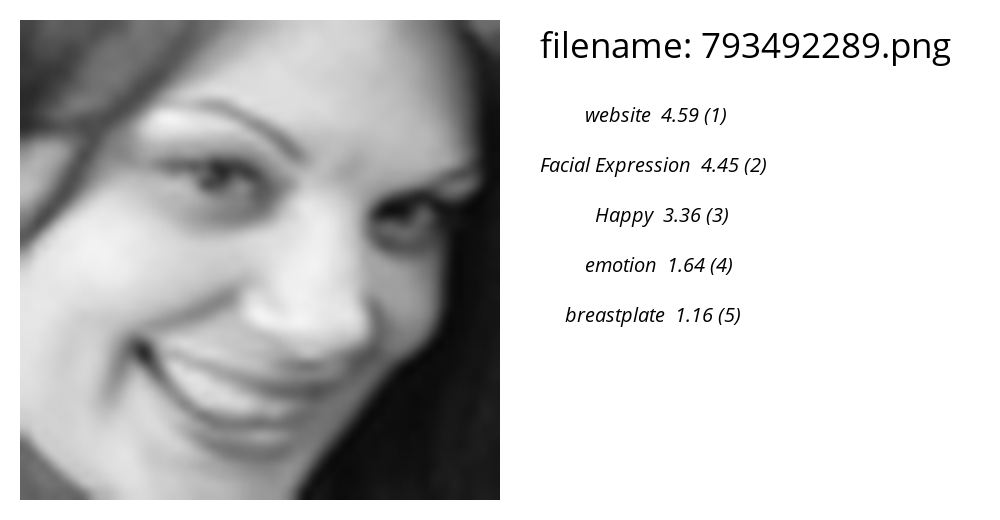 filename: 793492289.png
website 4.59 (1)
Facial Expression 4.45 (2)
Happy 3.36 (3)
emotion 1.64 (4)
breastplate 1.16 (5)